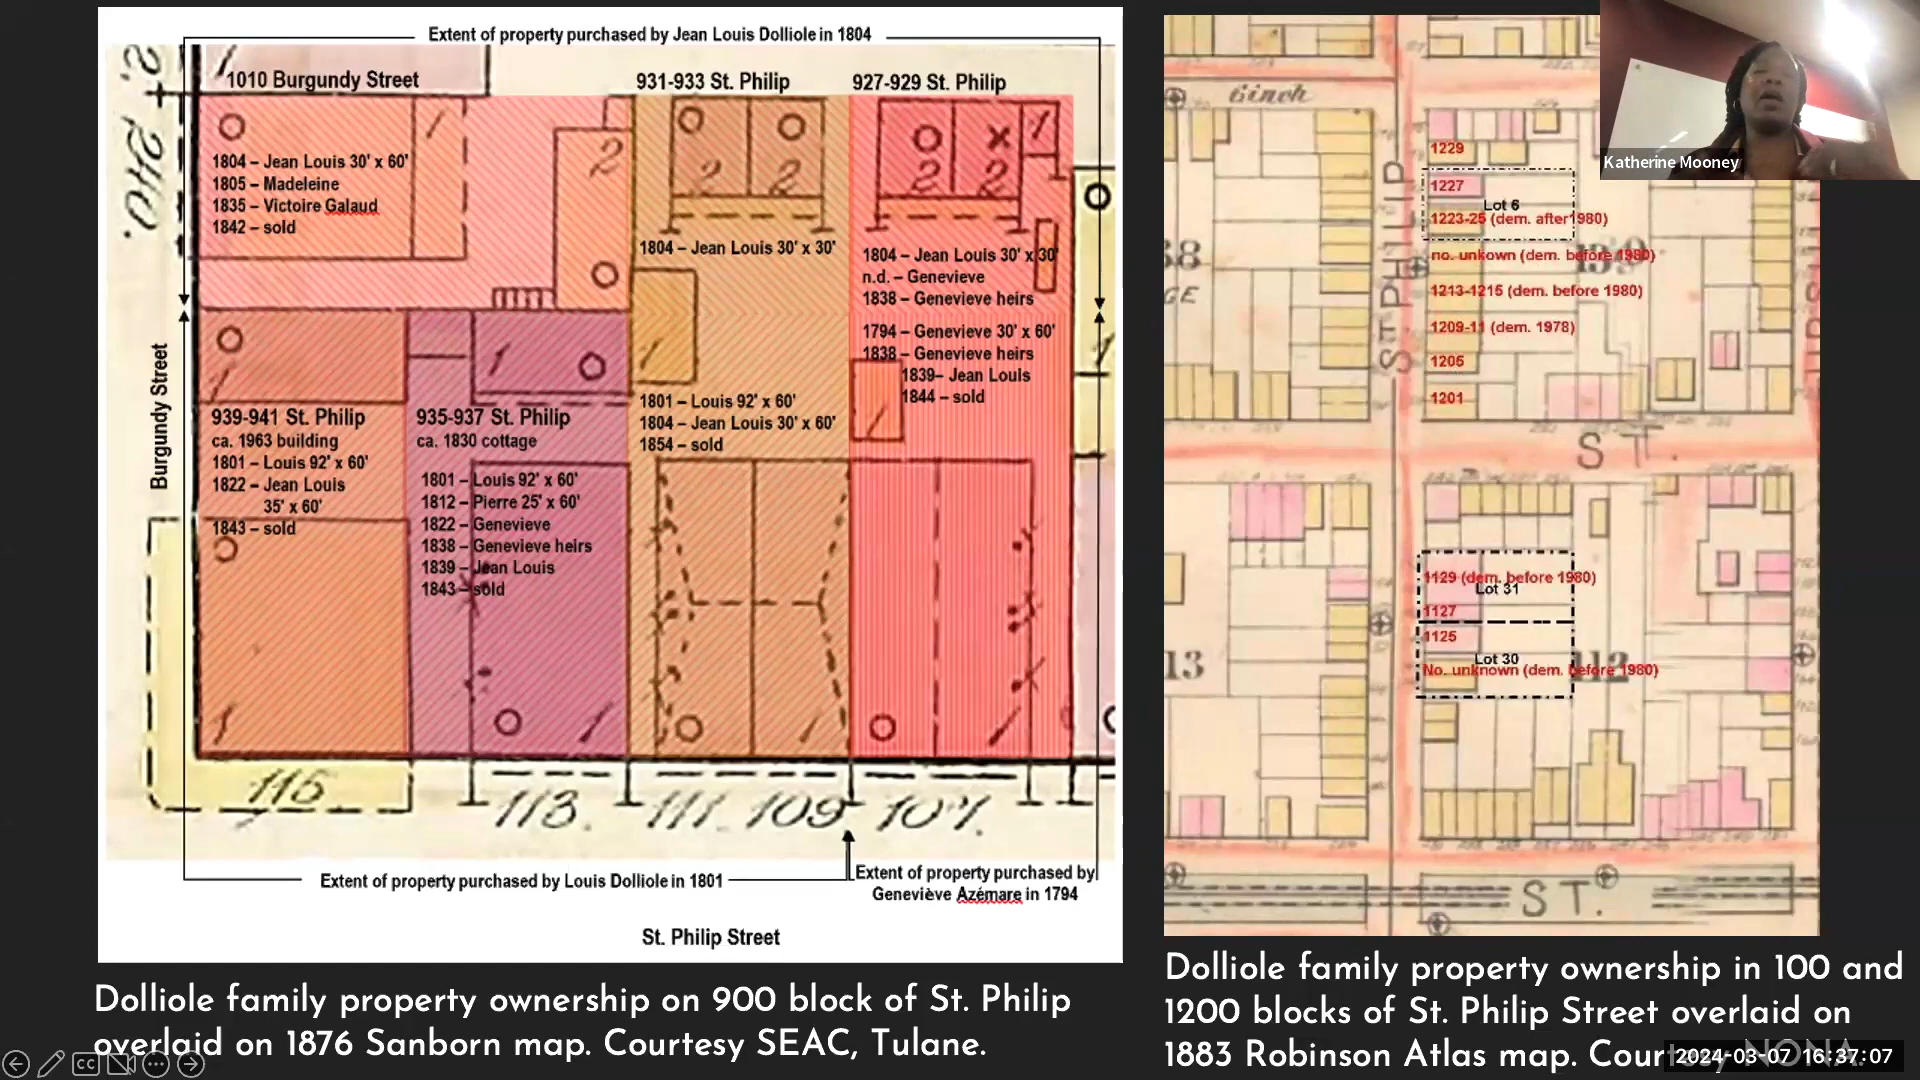 Extent of property purchased by Jean Louis Dolliole in 1804
1010 Burgundy Street
931-933 St. Philip
927-929 St. Philip
1804 – Jean Louis 30' x 60'
1805 – Madeleine
1835 – Victoire Galaud
1842 – sold
1804 – Jean Louis 30' x 30'
1804 – Jean Louis 30' x 30'
n.d. – Genevieve
1838 – Genevieve heirs
1794 – Genevieve 30' x 60'
1838 – Genevieve heirs
1839– Jean Louis
1844 – sold
1801 – Louis 92' x 60'
1804 – Jean Louis 30' x 60'
1854 – sold
939-941 St. Philip
ca. 1963 building
1801 – Louis 92' x 60'
1822 – Jean Louis
35' x 60'
1843 – sold
935-937 St. Philip
ca. 1830 cottage
1801 – Louis 92' x 60'
1812 – Pierre 25' x 60'
1822 – Genevieve
1838 – Genevieve heirs
1839 – Jean Louis
1843 – sold
Burgundy Street
240.
115
113.
111.
109
107.
Extent of property purchased by Louis Dolliole in 1801
Extent of property purchased by
Geneviève Azémare in 1794
St. Philip Street
Dolliole family property ownership on 900 block of St. Philip
overlaid on 1876 Sanborn map. Courtesy SEAC, Tulane.
6inch
1229
1227
Lot 6
1223-25 (dem. after 1980)
no. unkown (dem. before 1980)
1213-1215 (dem. before 1980)
1209-11 (dem. 1978)
1205
1201
ST PHILIP
ST.
1129 (dem. before 1980)
Lot 31
1127
1125
Lot 30
No. unknown (dem. before 1980)
112
13
ST.
Dolliole family property ownership in 100 and
1200 blocks of St. Philip Street overlaid on
1883 Robinson Atlas map. Courtesy NONA.
Katherine Mooney
CC
2024-03-07 16:37:07